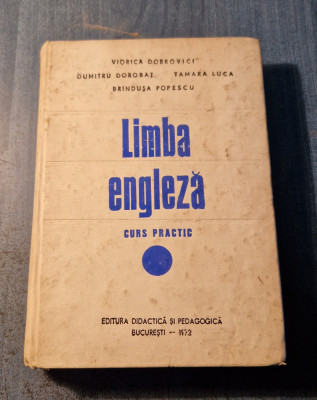 VIORICA DOBROVICI
DUMITRU DOROBĂȚ TAMARA LUCA
BRÎNDUȘA POPESCU
Limba
engleză
CURS PRACTIC
EDITURA DIDACTICĂ ȘI PEDAGOGICĂ
BUCUREȘTI — 1972